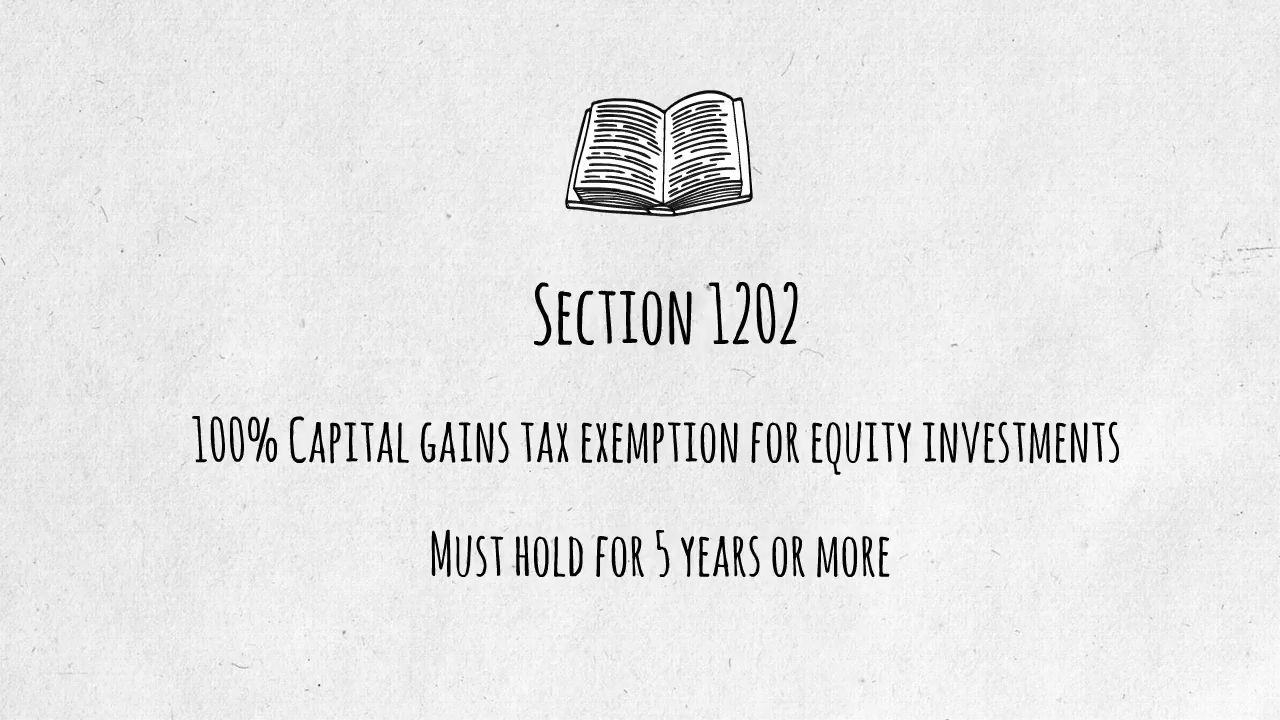 Section 1202
100% Capital gains tax exemption for equity investments
Must hold for 5 years or more